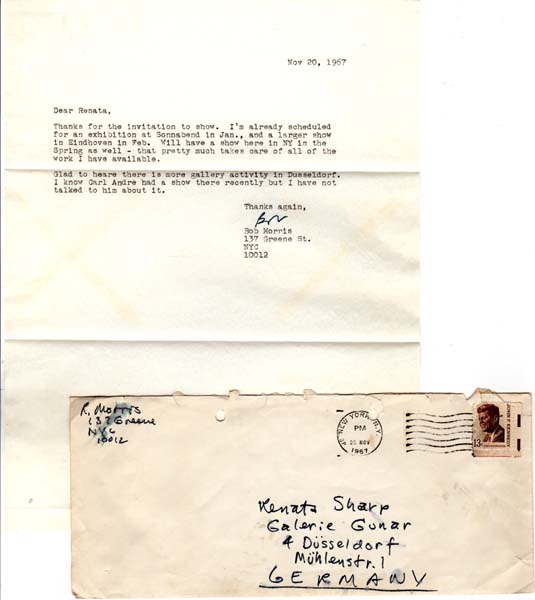 Nov 20, 1967
Dear Renata,
Thanks for the invitation to show. I'm already scheduled
for an exhibition at Sonnabend in Jan., and a larger show
in Eindhoven in Feb. Will have a show here in NY in the
Spring as well - that pretty much takes care of all of the
work I have available.
Glad to hear there is more gallery activity in Dusseldorf.
I know Carl Andre had a show there recently but I have not
talked to him about it.
Thanks again,
Bob
Bob Morris
137 Greene St.
NYC
10012
R. Morris
137 Greene
NYC
10012
NEW YORK, N.Y.
PM
20 NOV
1967
JOHN F. KENNEDY
13¢
Renata Sharp
Galerie Gunar
4 Düsseldorf
Mühlenstr. 1
GERMANY